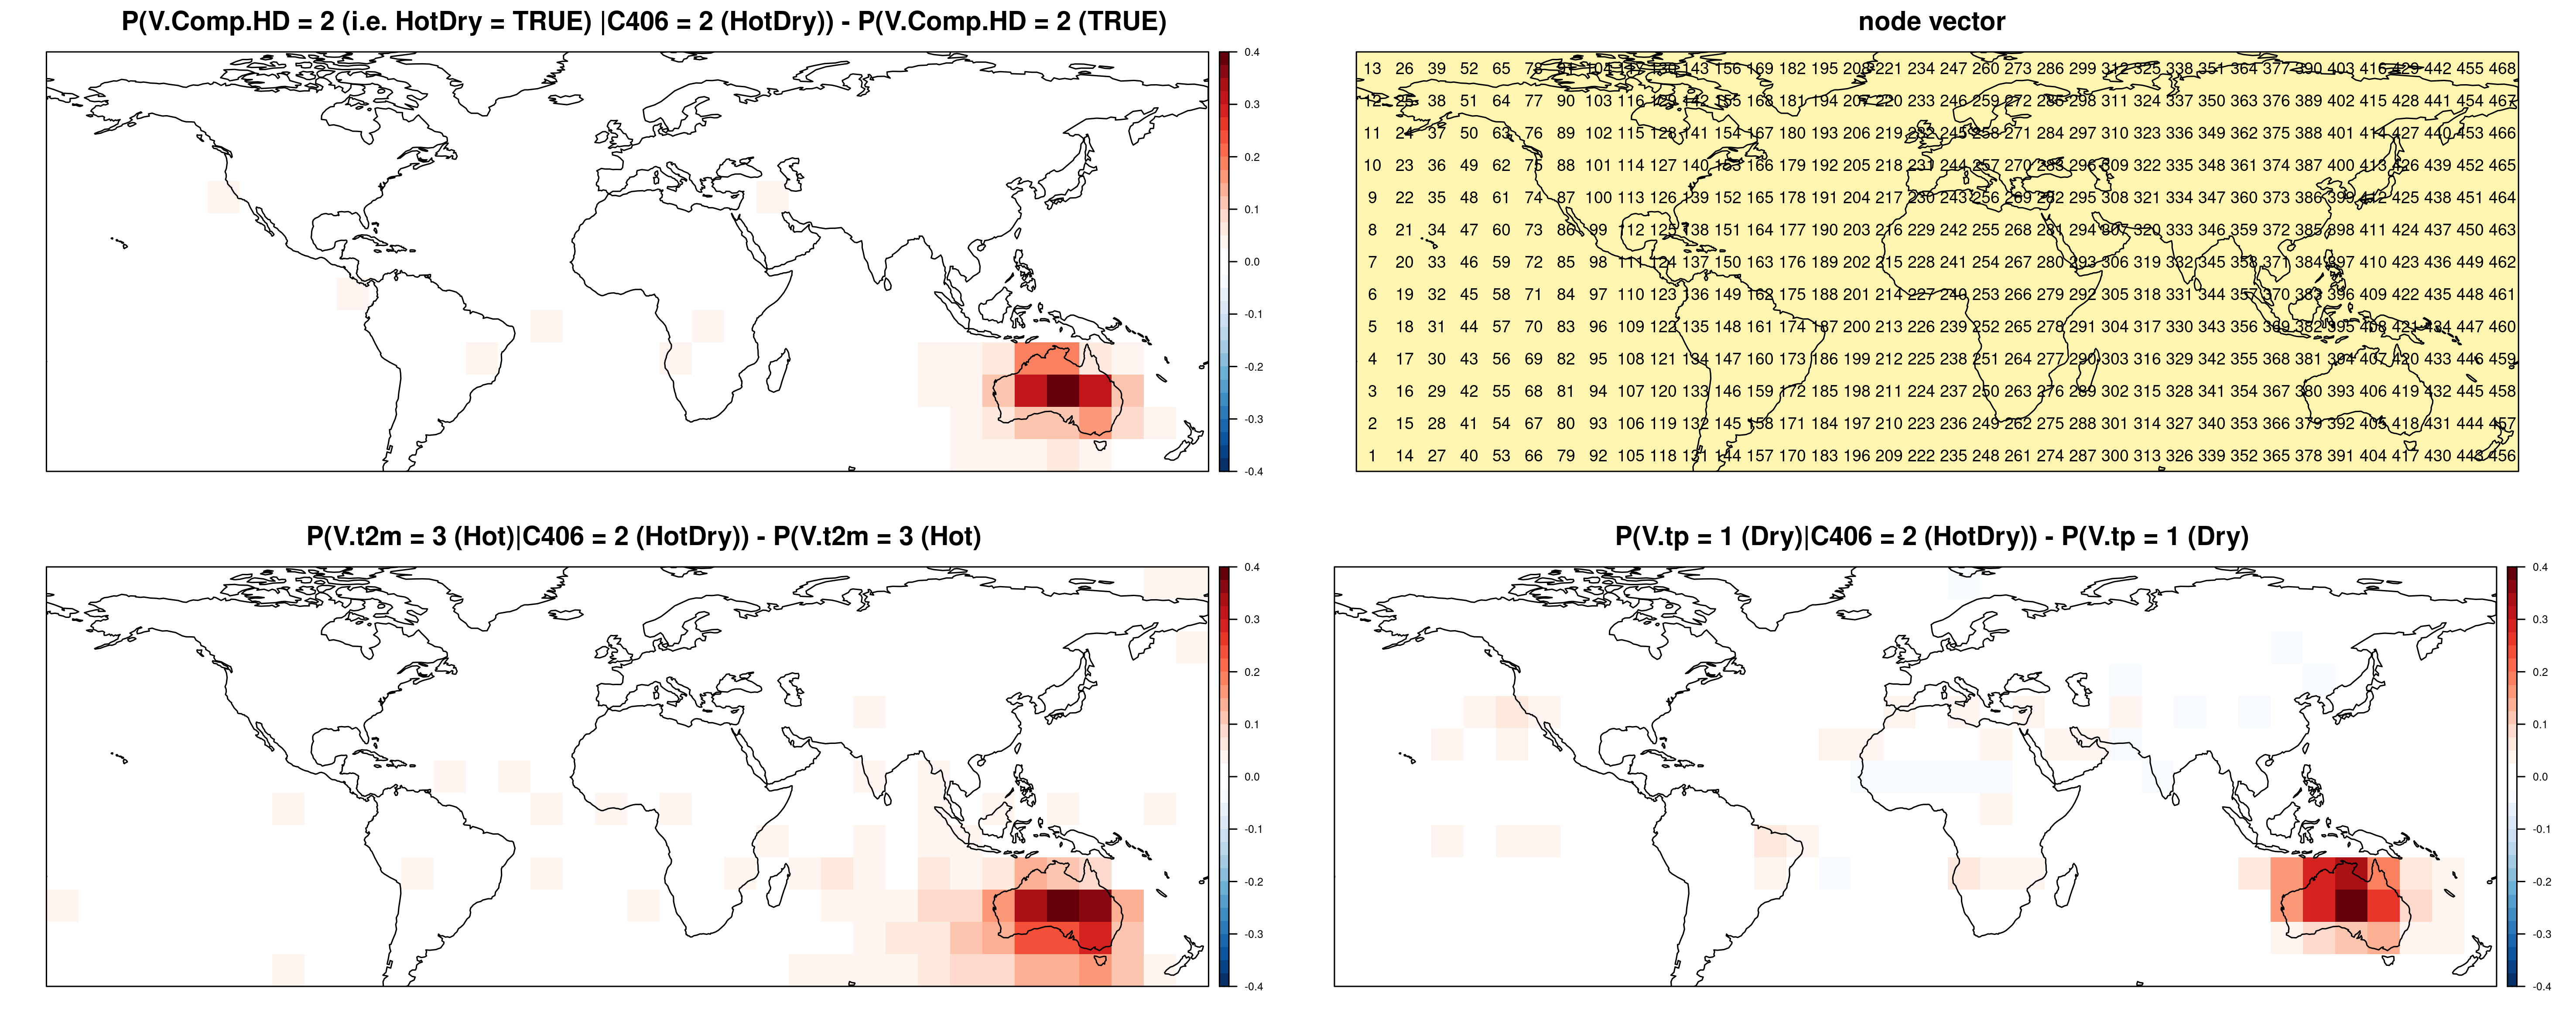 P(V.Comp.HD = 2 (i.e. HotDry = TRUE) |C406 = 2 (HotDry)) - P(V.Comp.HD = 2 (TRUE)
0.4
0.3
0.2
0.1
0.0
-0.1
-0.2
-0.3
-0.4
node vector
13 26 39 52 65 78 91 104 117 130 143 156 169 182 195 208 221 234 247 260 273 286 299 312 325 338 351 364 377 390 403 416 429 442 455 468
12 25 38 51 64 77 90 103 116 129 142 155 168 181 194 207 220 233 246 259 272 285 298 311 324 337 350 363 376 389 402 415 428 441 454 467
11 24 37 50 63 76 89 102 115 128 141 154 167 180 193 206 219 232 245 258 271 284 297 310 323 336 349 362 375 388 401 414 427 440 453 466
10 23 36 49 62 75 88 101 114 127 140 153 166 179 192 205 218 231 244 257 270 283 296 309 322 335 348 361 374 387 400 413 426 439 452 465
9 22 35 48 61 74 87 100 113 126 139 152 165 178 191 204 217 230 243 256 269 282 295 308 321 334 347 360 373 386 399 412 425 438 451 464
8 21 34 47 60 73 86 99 112 125 138 151 164 177 190 203 216 229 242 255 268 281 294 307 320 333 346 359 372 385 398 411 424 437 450 463
7 20 33 46 59 72 85 98 111 124 137 150 163 176 189 202 215 228 241 254 267 280 293 306 319 332 345 358 371 384 397 410 423 436 449 462
6 19 32 45 58 71 84 97 110 123 136 149 162 175 188 201 214 227 240 253 266 279 292 305 318 331 344 357 370 383 396 409 422 435 448 461
5 18 31 44 57 70 83 96 109 122 135 148 161 174 187 200 213 226 239 252 265 278 291 304 317 330 343 356 369 382 395 408 421 434 447 460
4 17 30 43 56 69 82 95 108 121 134 147 160 173 186 199 212 225 238 251 264 277 290 303 316 329 342 355 368 381 394 407 420 433 446 459
3 16 29 42 55 68 81 94 107 120 133 146 159 172 185 198 211 224 237 250 263 276 289 302 315 328 341 354 367 380 393 406 419 432 445 458
2 15 28 41 54 67 80 93 106 119 132 145 158 171 184 197 210 223 236 249 262 275 288 301 314 327 340 353 366 379 392 405 418 431 444 457
1 14 27 40 53 66 79 92 105 118 131 144 157 170 183 196 209 222 235 248 261 274 287 300 313 326 339 352 365 378 391 404 417 430 443 456
P(V.t2m = 3 (Hot)|C406 = 2 (HotDry)) - P(V.t2m = 3 (Hot)
0.4
0.3
0.2
0.1
0.0
-0.1
-0.2
-0.3
-0.4
P(V.tp = 1 (Dry)|C406 = 2 (HotDry)) - P(V.tp = 1 (Dry)
0.4
0.3
0.2
0.1
0.0
-0.1
-0.2
-0.3
-0.4